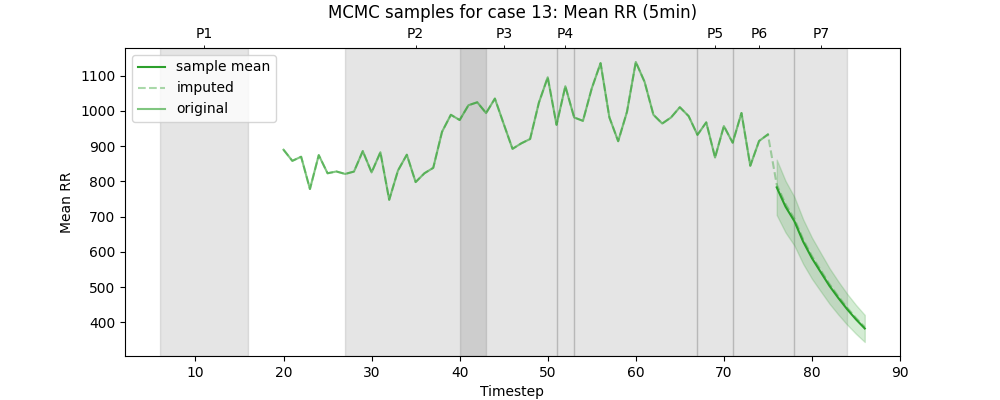 MCMC samples for case 13: Mean RR (5min)
P1 P2 P3 P4 P5 P6 P7
sample mean
imputed
original
Mean RR
1100
1000
900
800
700
600
500
400
10 20 30 40 50 60 70 80 90
Timestep